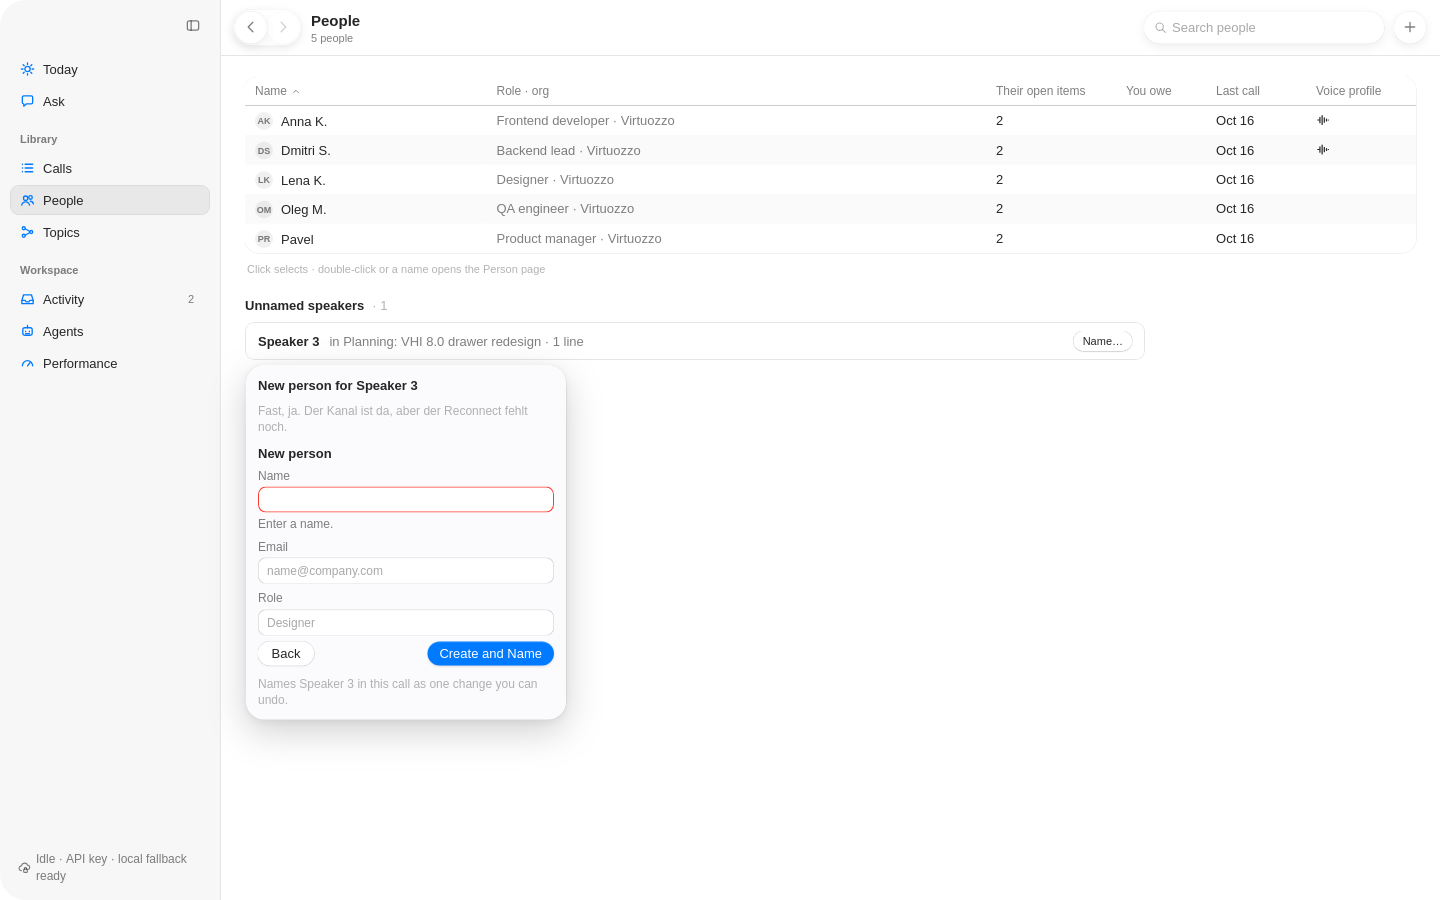 People
5 people
Search people
Today
Ask
Library
Calls
People
Topics
Workspace
Activity 2
Agents
Performance
Idle · API key · local fallback
ready
Name Role · org Their open items You owe Last call Voice profile
AK Anna K. Frontend developer · Virtuozzo 2 Oct 16
DS Dmitri S. Backend lead · Virtuozzo 2 Oct 16
LK Lena K. Designer · Virtuozzo 2 Oct 16
OM Oleg M. QA engineer · Virtuozzo 2 Oct 16
PR Pavel Product manager · Virtuozzo 2 Oct 16
Click selects · double-click or a name opens the Person page
Unnamed speakers · 1
Speaker 3 in Planning: VHI 8.0 drawer redesign · 1 line Name…
New person for Speaker 3
Fast, ja. Der Kanal ist da, aber der Reconnect fehlt
noch.
New person
Name
Enter a name.
Email
name@company.com
Role
Designer
Back Create and Name
Names Speaker 3 in this call as one change you can
undo.